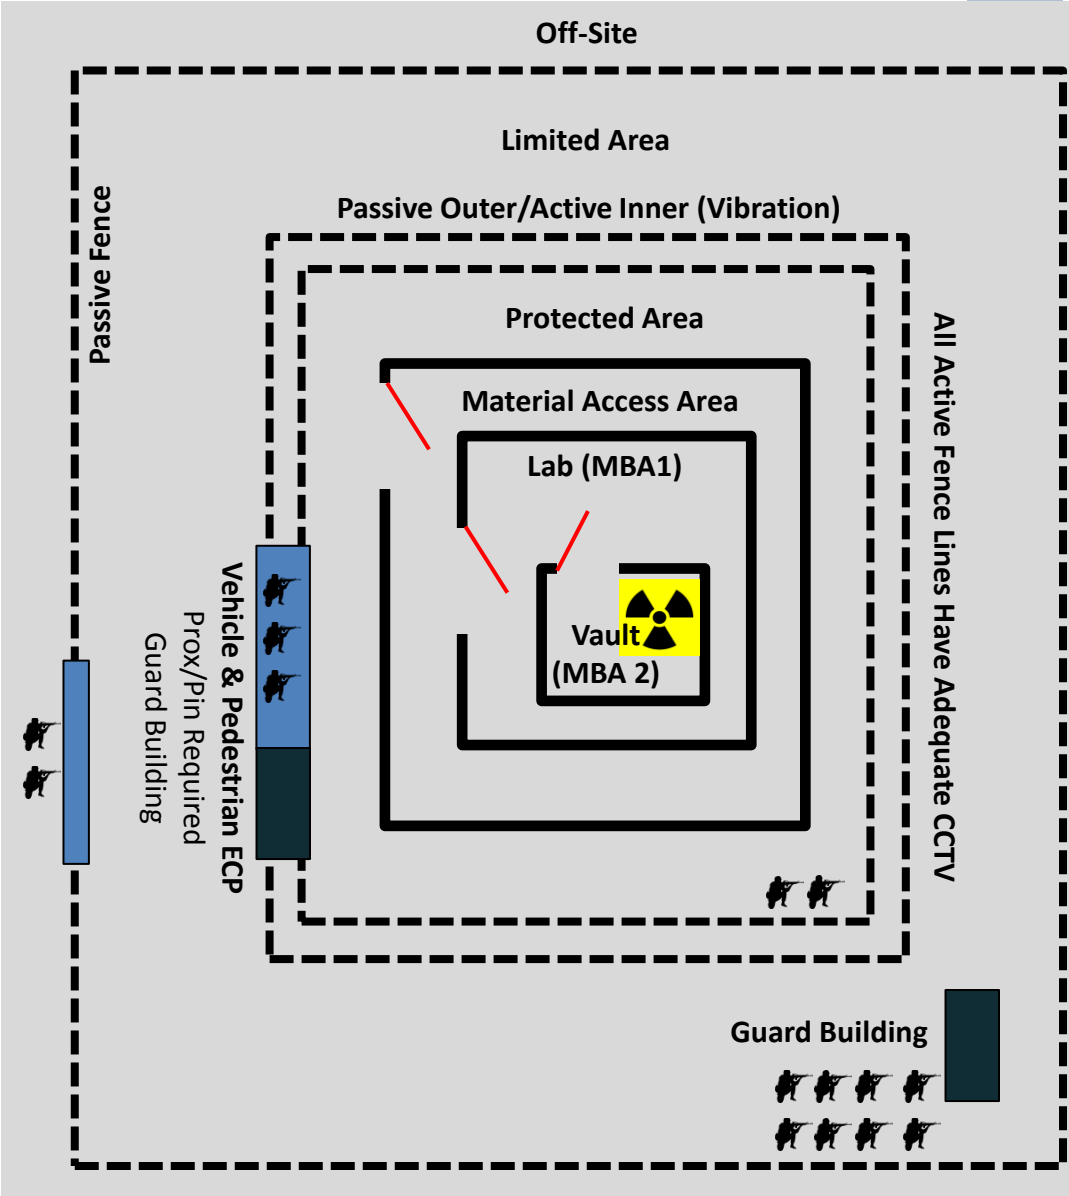 Off-Site
Limited Area
Passive Outer/Active Inner (Vibration)
Passive Fence
Protected Area
All Active Fence Lines Have Adequate CCTV
Material Access Area
Lab (MBA1)
Vault
(MBA 2)
Vehicle & Pedestrian ECP
Prox/Pin Required
Guard Building
Guard Building